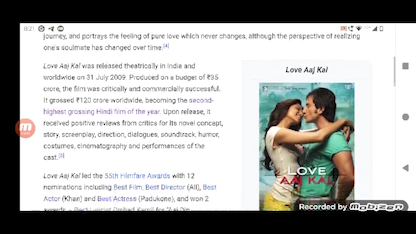 8:21
journey, and portrays the feeling of pure love which never changes, although the perspective of realizing
one's soulmate has changed over time.[4]
Love Aaj Kal was released theatrically in India and
worldwide on 31 July 2009. Produced on a budget of ₹35
crore, the film was critically and commercially successful.
It grossed ₹120 crore worldwide, becoming the second-
highest grossing Hindi film of the year. Upon release, it
received positive reviews from critics for its novel concept,
story, screenplay, direction, dialogues, soundtrack, humor,
costumes, cinematography and performances of the
cast.[5]
Love Aaj Kal led the 55th Filmfare Awards with 12
nominations including Best Film, Best Director (Ali), Best
Actor (Khan) and Best Actress (Padukone), and won 2
Love Aaj Kal
LOVE
AAJ KAL
Recorded by Mobizen